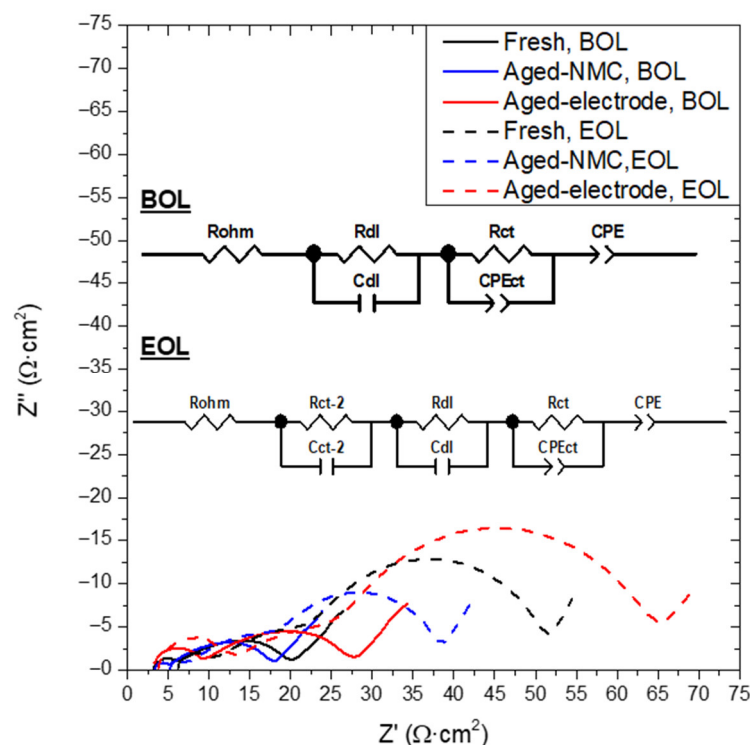 Fresh, BOL
Aged-NMC, BOL
Aged-electrode, BOL
Fresh, EOL
Aged-NMC,EOL
Aged-electrode, EOL
−75
−70
−65
−60
−55
−50
−45
−40
−35
−30
−25
−20
−15
−10
−5
−0
Z'' (Ω·cm²)
BOL
Rohm Rdl Rct CPE
Cdl CPEct
EOL
Rohm Rct-2 Rdl Rct CPE
Cct-2 Cdl CPEct
0 5 10 15 20 25 30 35 40 45 50 55 60 65 70 75
Z' (Ω·cm²)